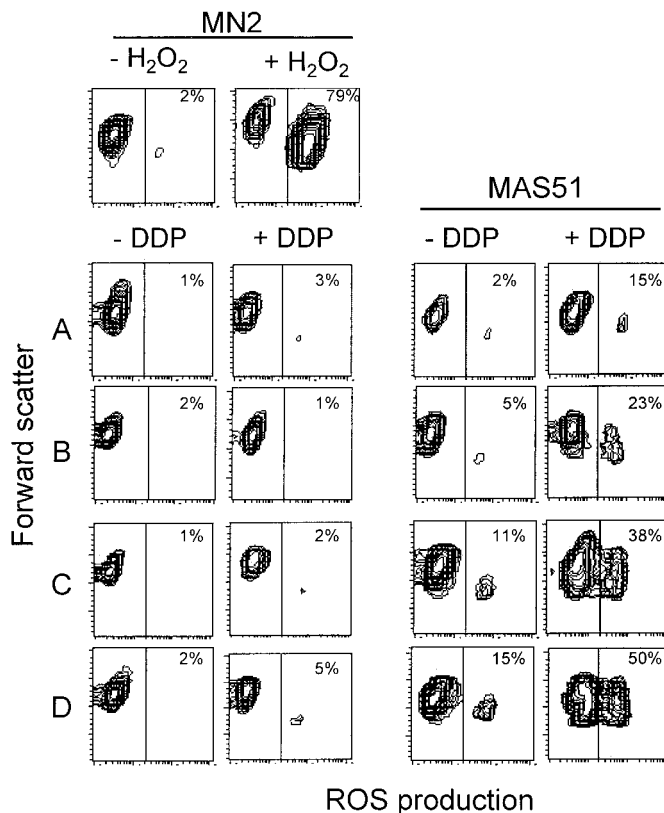 MN2
- H₂O₂ + H₂O₂
2% 79%
MAS51
- DDP + DDP - DDP + DDP
A 1% 3% 2% 15%
B 2% 1% 5% 23%
C 1% 2% 11% 38%
D 2% 5% 15% 50%
Forward scatter
ROS production